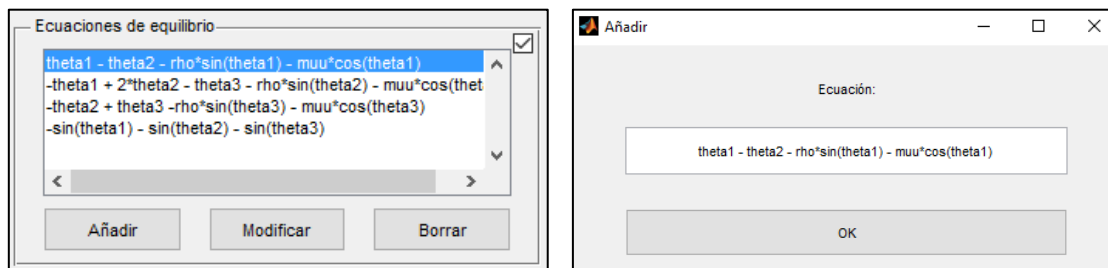 Ecuaciones de equilibrio
theta1 - theta2 - rho*sin(theta1) - muu*cos(theta1)
-theta1 + 2*theta2 - theta3 - rho*sin(theta2) - muu*cos(thet
-theta2 + theta3 -rho*sin(theta3) - muu*cos(theta3)
-sin(theta1) - sin(theta2) - sin(theta3)
Añadir Modificar Borrar
Añadir
Ecuación:
theta1 - theta2 - rho*sin(theta1) - muu*cos(theta1)
OK